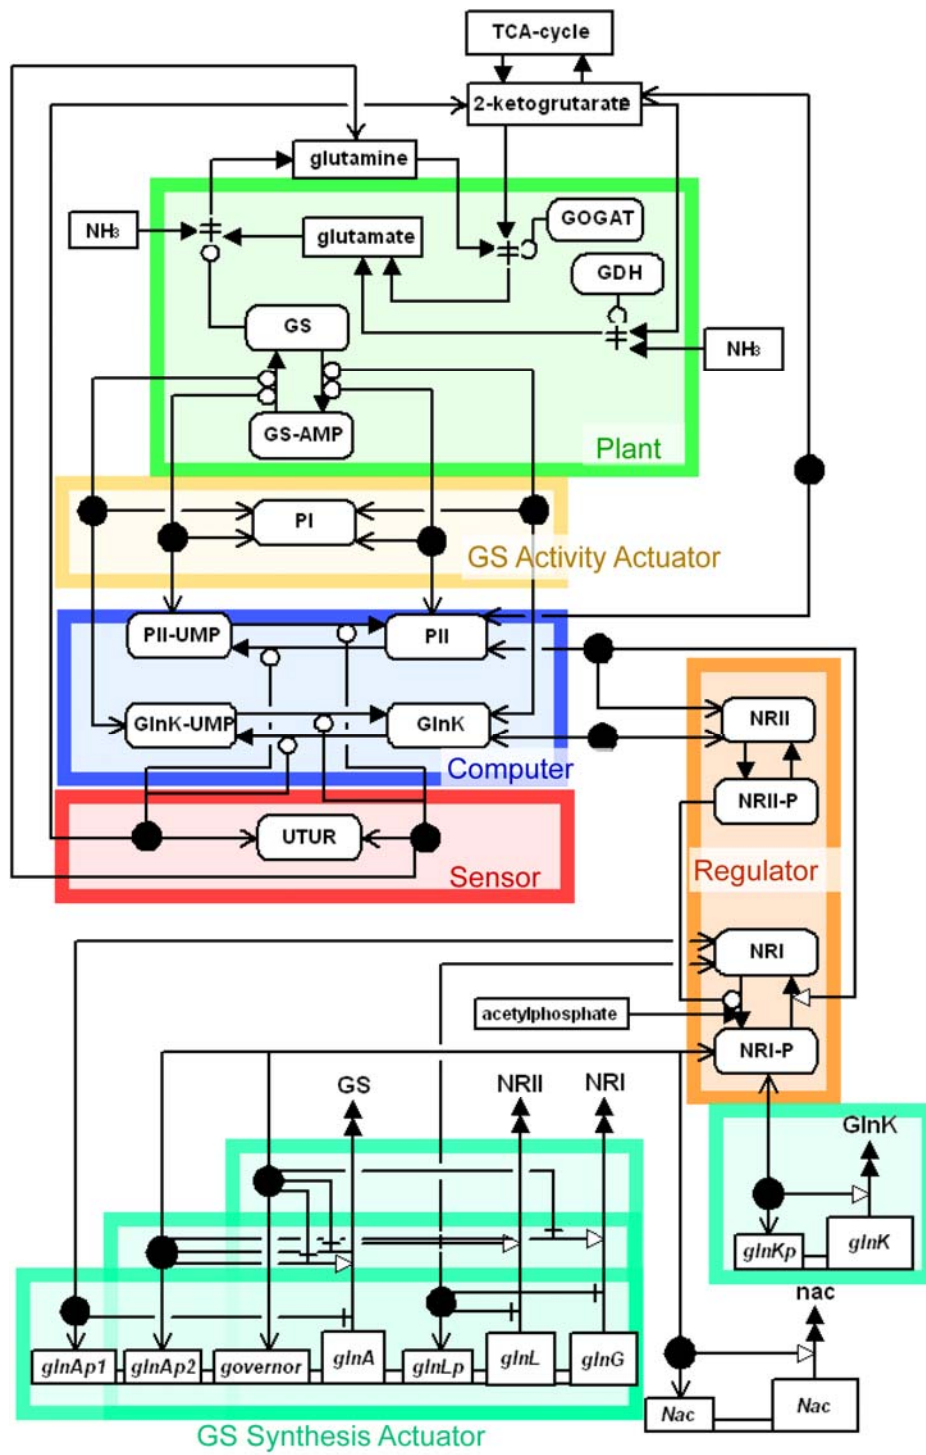 TCA-cycle
2-ketogrutarate
glutamine
GOGAT
NH₃
glutamate
GDH
GS
NH₃
GS-AMP
Plant
PI
GS Activity Actuator
PII-UMP
PII
GlnK-UMP
GlnK
NRII
Computer
NRII-P
UTUR
Sensor
Regulator
NRI
acetylphosphate
NRI-P
GS
NRII
NRI
GlnK
glnKp
glnK
nac
glnAp1
glnAp2
governor
glnA
glnLp
glnL
glnG
Nac
Nac
GS Synthesis Actuator